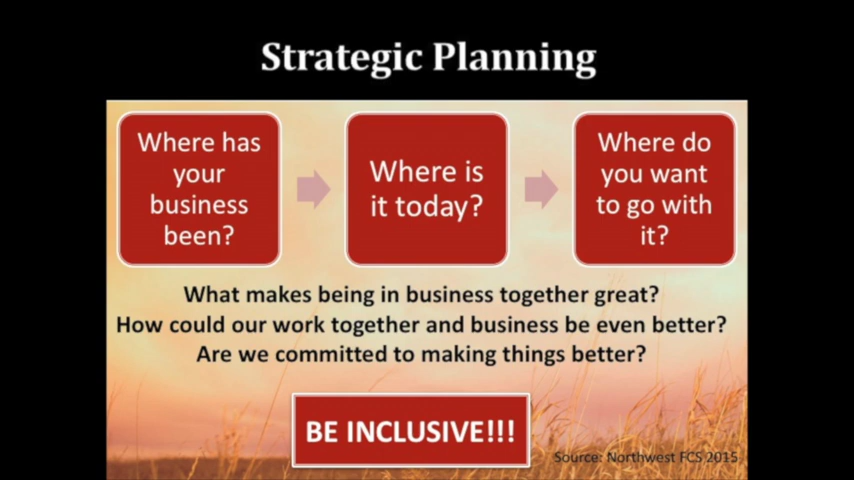 Strategic Planning
Where has
your
business
been?
Where is
it today?
Where do
you want
to go with
it?
What makes being in business together great?
How could our work together and business be even better?
Are we committed to making things better?
BE INCLUSIVE!!!
Source: Northwest FCS 2015